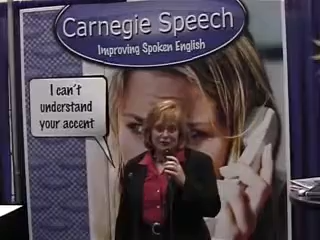 Carnegie Speech
Improving Spoken English
I can't
understand
your accent